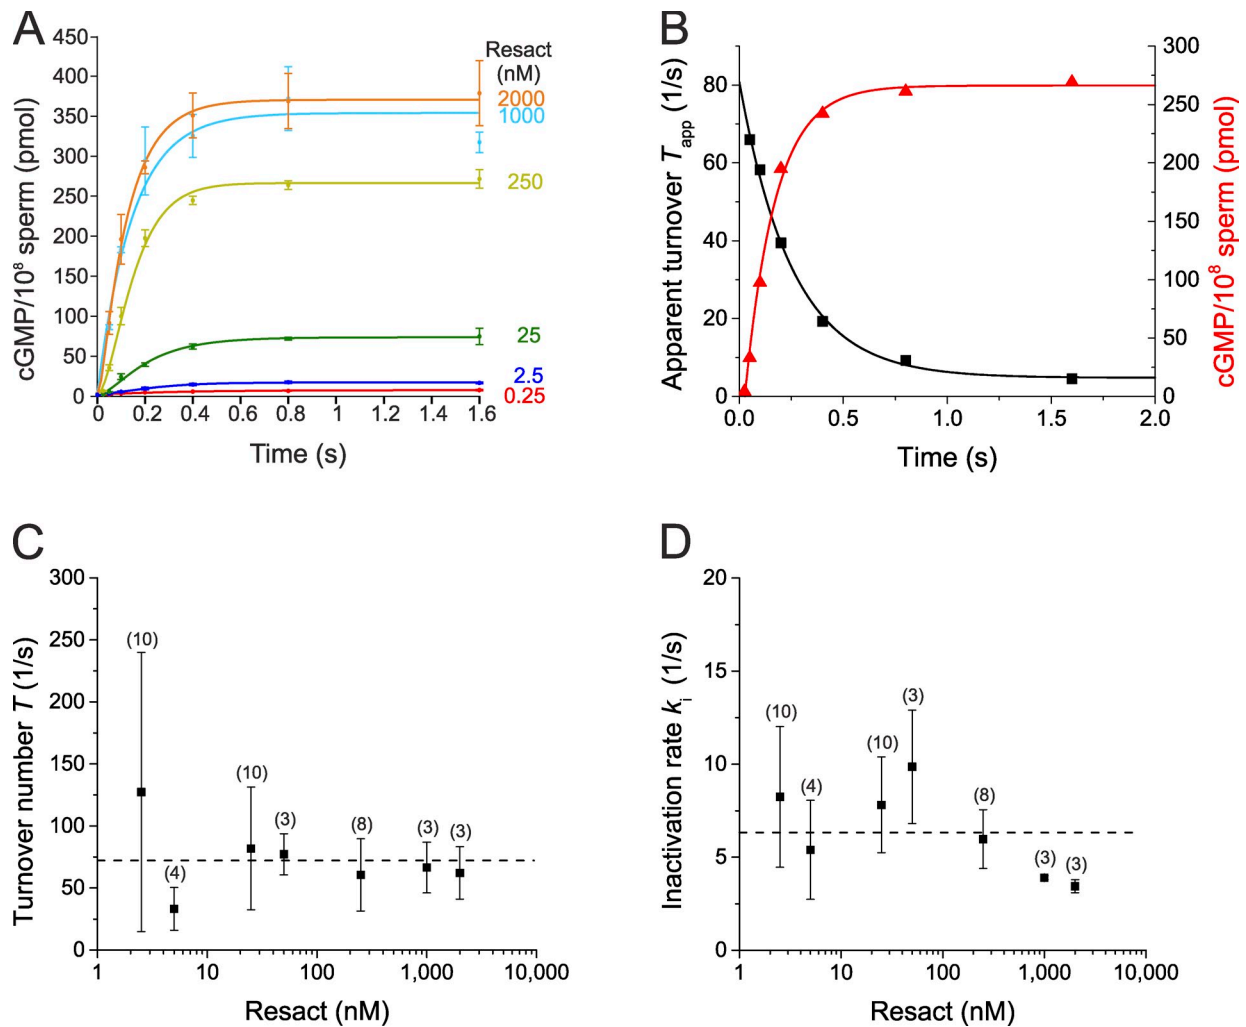 A
450
400
350
300
250
200
150
100
50
0
cGMP/10⁸ sperm (pmol)
0 0.2 0.4 0.6 0.8 1 1.2 1.4 1.6
Time (s)
Resact
(nM)
2000
1000
250
25
2.5
0.25
B
80
60
40
20
0
Apparent turnover T_app (1/s)
0.0 0.5 1.0 1.5 2.0
Time (s)
300
250
200
150
100
50
0
cGMP/10⁸ sperm (pmol)
C
300
250
200
150
100
50
0
Turnover number T (1/s)
(10)
(4)
(10)
(3)
(8)
(3)
(3)
1 10 100 1,000 10,000
Resact (nM)
D
20
15
10
5
0
Inactivation rate k_i (1/s)
(10)
(4)
(10)
(3)
(8)
(3)
(3)
1 10 100 1,000 10,000
Resact (nM)